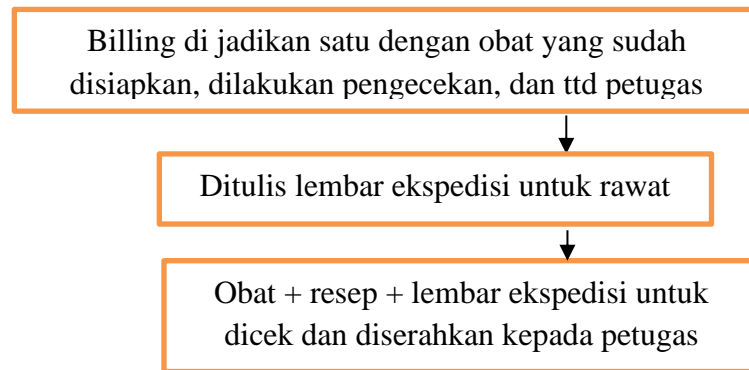 Billing di jadikan satu dengan obat yang sudah
disiapkan, dilakukan pengecekan, dan ttd petugas
Ditulis lembar ekspedisi untuk rawat
Obat + resep + lembar ekspedisi untuk
dicek dan diserahkan kepada petugas